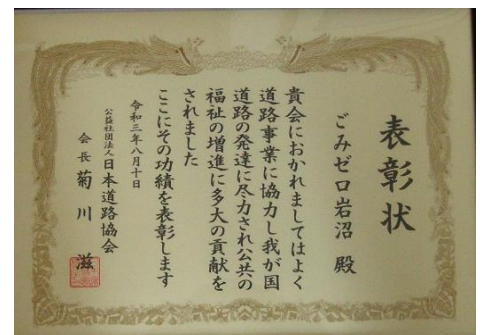 表彰状
ごみゼロ岩沼 殿
貴会におかれましてはよく
道路事業に協力し我が国
道路の発達に尽力され公共の
福祉の増進に多大の貢献を
されました
ここにその功績を表彰します
令和三年八月十日
公益社団法人日本道路協会
会長 菊川 滋